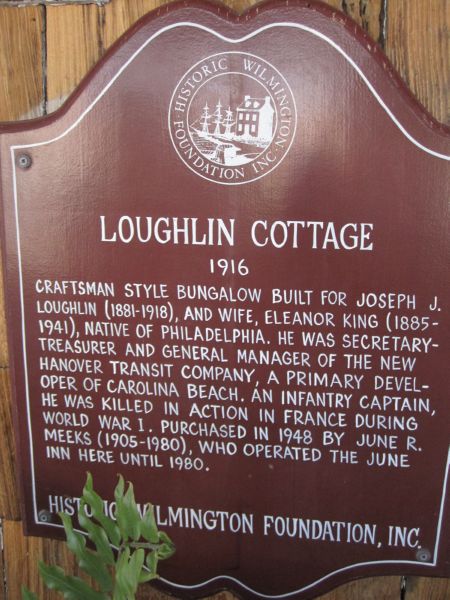 HISTORIC WILMINGTON
FOUNDATION INC.
LOUGHLIN COTTAGE
1916
CRAFTSMAN STYLE BUNGALOW BUILT FOR JOSEPH J.
LOUGHLIN (1881-1918), AND WIFE, ELEANOR KING (1885-
1941), NATIVE OF PHILADELPHIA. HE WAS SECRETARY-
TREASURER AND GENERAL MANAGER OF THE NEW
HANOVER TRANSIT COMPANY, A PRIMARY DEVEL-
OPER OF CAROLINA BEACH. AN INFANTRY CAPTAIN,
HE WAS KILLED IN ACTION IN FRANCE DURING
WORLD WAR I. PURCHASED IN 1948 BY JUNE R.
MEEKS (1905-1980), WHO OPERATED THE JUNE
INN HERE UNTIL 1980.
HISTORIC WILMINGTON FOUNDATION, INC.